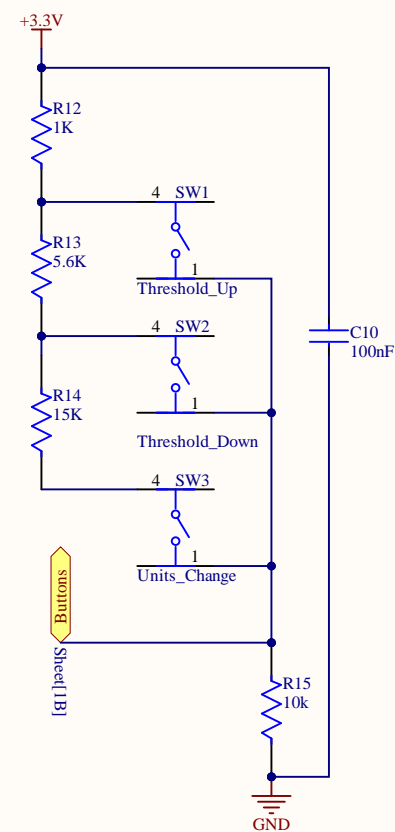 +3.3V
R12
1K
4 SW1
R13
5.6K
1
Threshold_Up
4 SW2
C10
100nF
R14
15K
1
Threshold_Down
4 SW3
1
Units_Change
Buttons
Sheet[1B]
R15
10k
GND